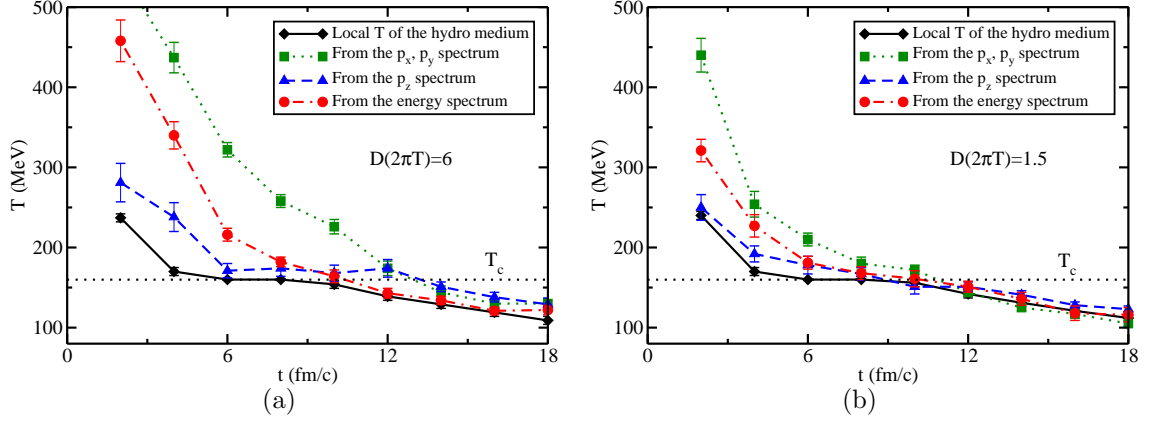 500
400
300
200
100
T (MeV)
0
6
12
18
t (fm/c)
Local T of the hydro medium
From the p_x, p_y spectrum
From the p_z spectrum
From the energy spectrum
D(2πT)=6
T_c
(a)
500
400
300
200
100
T (MeV)
0
6
12
18
t (fm/c)
Local T of the hydro medium
From the p_x, p_y spectrum
From the p_z spectrum
From the energy spectrum
D(2πT)=1.5
T_c
(b)